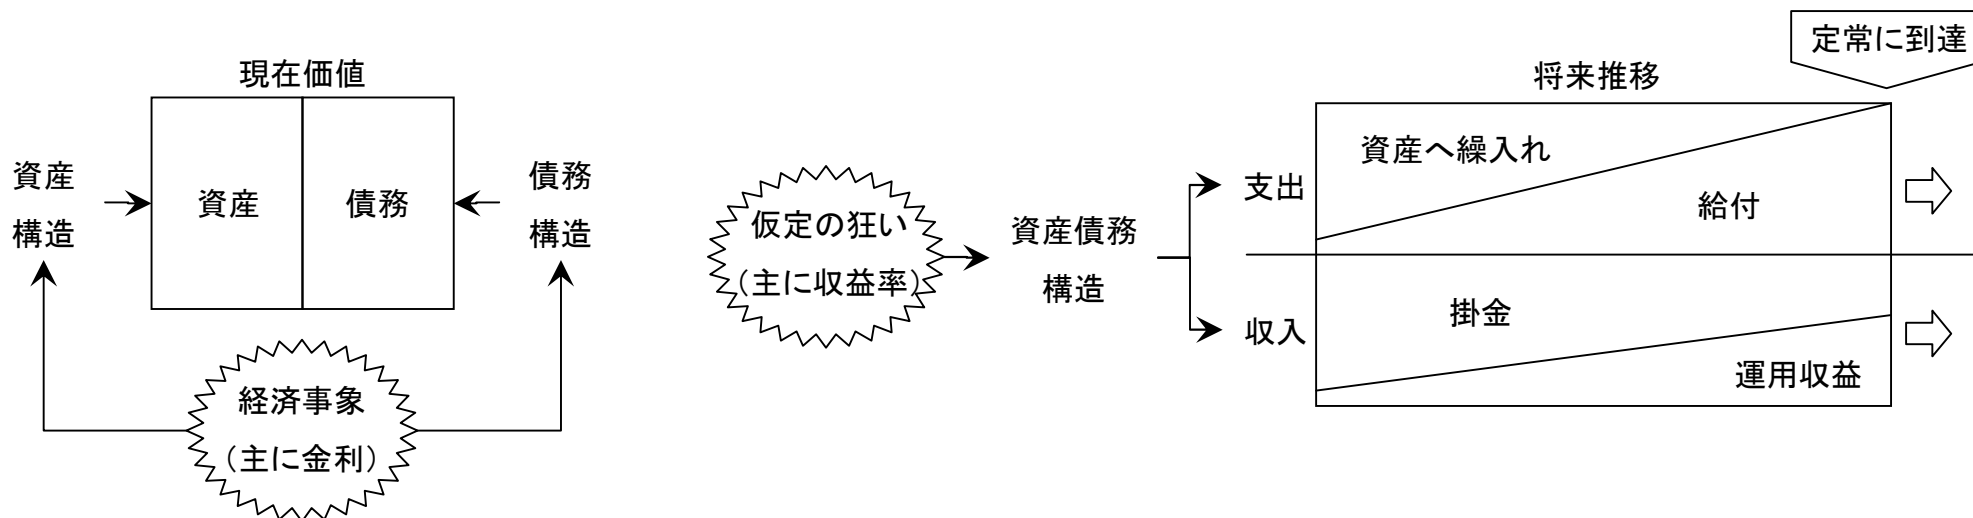 現在価値
資産
構造
資産
債務
債務
構造
経済事象
（主に金利）
仮定の狂い
（主に収益率）
資産債務
構造
定常に到達
将来推移
支出
資産へ繰入れ
給付
収入
掛金
運用収益